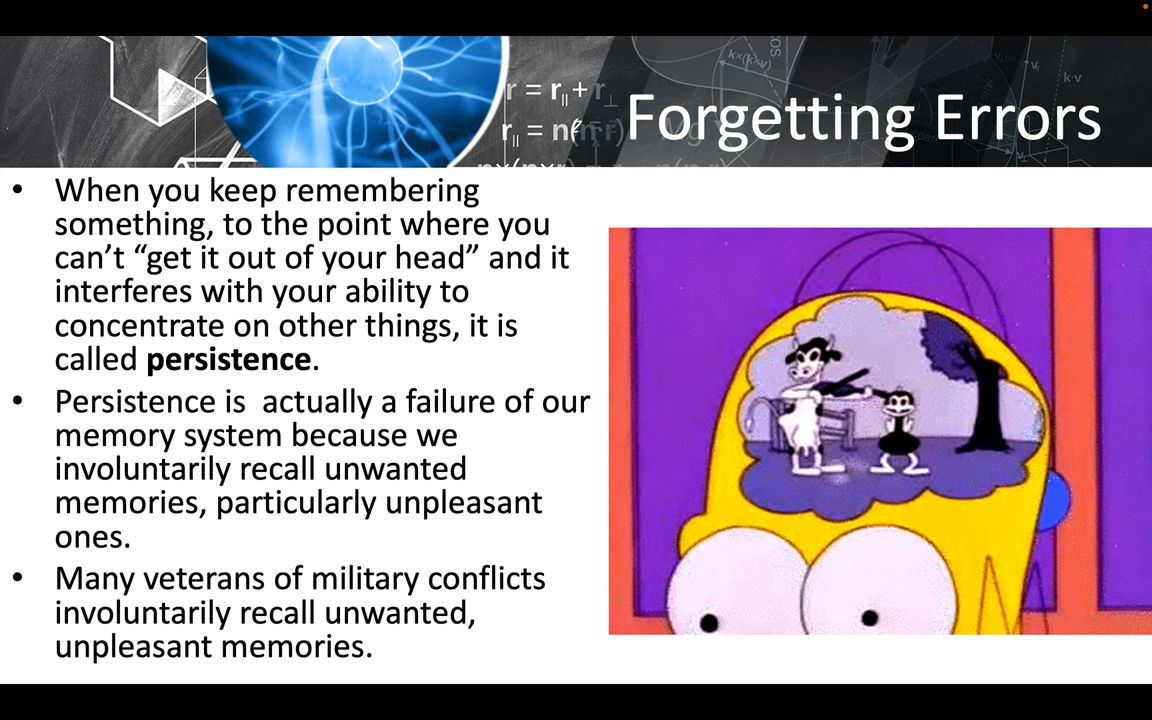 r = r||+ r⊥
Forgetting Errors
• When you keep remembering
something, to the point where you
can’t “get it out of your head” and it
interferes with your ability to
concentrate on other things, it is
called persistence.
• Persistence is  actually a failure of our
memory system because we
involuntarily recall unwanted
memories, particularly unpleasant
ones.
• Many veterans of military conflicts
involuntarily recall unwanted,
unpleasant memories.